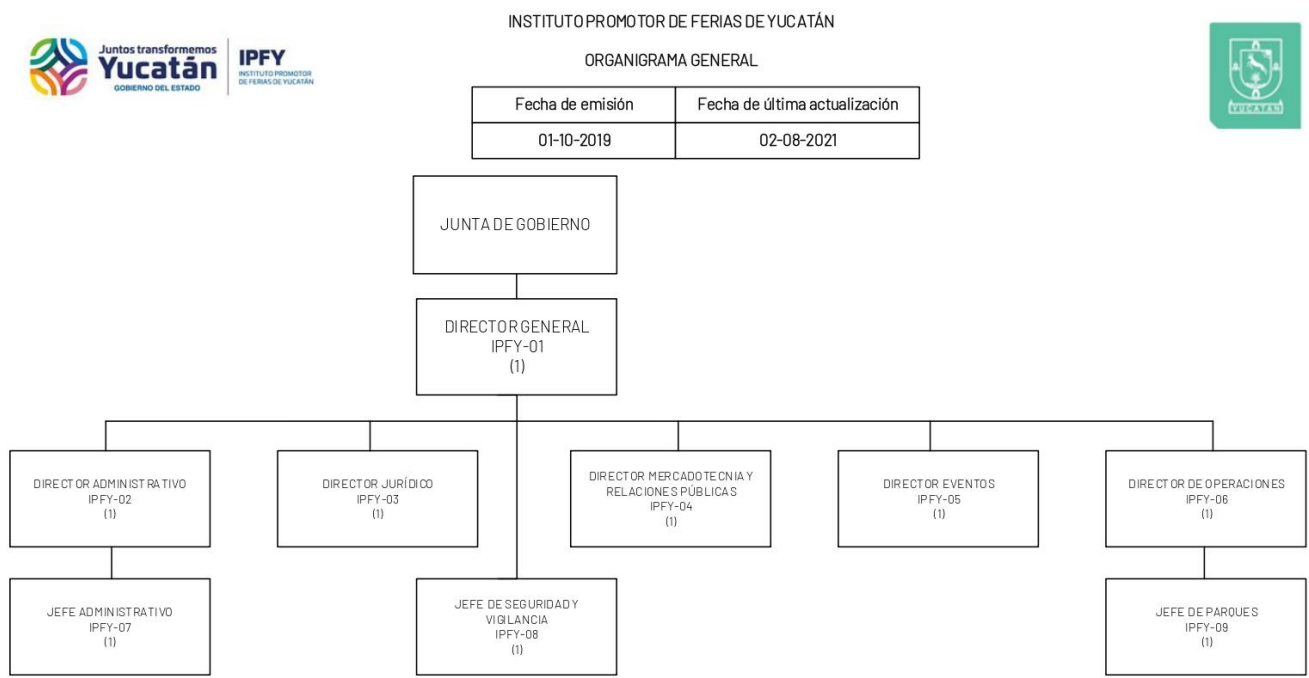 INSTITUTO PROMOTOR DE FERIAS DE YUCATÁN
Juntos transformemos
Yucatán
GOBIERNO DEL ESTADO
IPFY
INSTITUTO PROMOTOR
DE FERIAS DE YUCATÁN
ORGANIGRAMA GENERAL
YUCATÁN
Fecha de emisión
Fecha de última actualización
01-10-2019
02-08-2021
JUNTA DE GOBIERNO
DIRECTOR GENERAL
IPFY-01
(1)
DIRECTOR ADMINISTRATIVO
IPFY-02
(1)
DIRECTOR JURÍDICO
IPFY-03
(1)
DIRECTOR MERCADOTECNIA Y
RELACIONES PÚBLICAS
IPFY-04
(1)
DIRECTOR EVENTOS
IPFY-05
(1)
DIRECTOR DE OPERACIONES
IPFY-06
(1)
JEFE ADMINISTRATIVO
IPFY-07
(1)
JEFE DE SEGURIDAD Y
VIGILANCIA
IPFY-08
(1)
JEFE DE PARQUES
IPFY-09
(1)